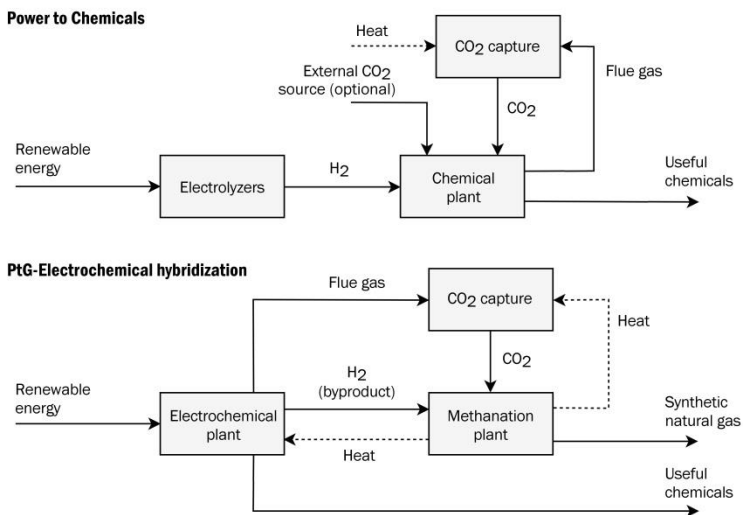 Power to Chemicals
Heat
CO2 capture
External CO2
source (optional)
Flue gas
CO2
Renewable
energy
Electrolyzers
H2
Chemical
plant
Useful
chemicals
PtG-Electrochemical hybridization
Flue gas
CO2 capture
Heat
CO2
H2
(byproduct)
Renewable
energy
Electrochemical
plant
Methanation
plant
Synthetic
natural gas
Heat
Useful
chemicals